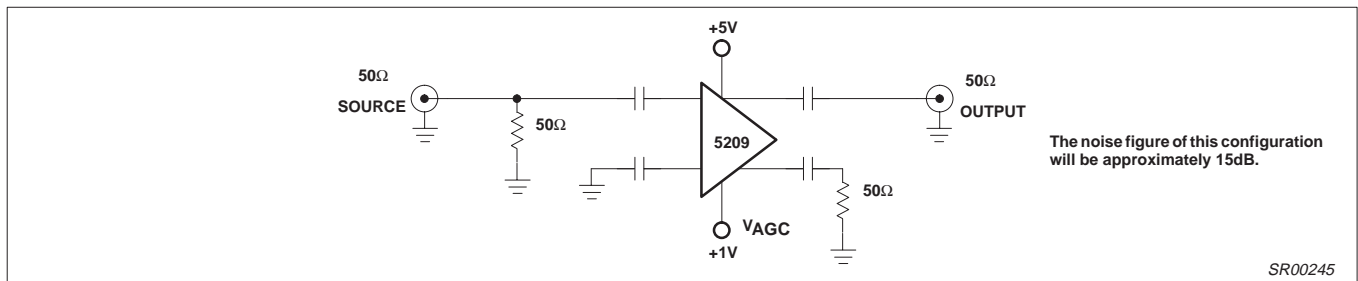 +5V
50Ω
50Ω
SOURCE
OUTPUT
50Ω
5209
The noise figure of this configuration
will be approximately 15dB.
50Ω
VAGC
+1V
SR00245